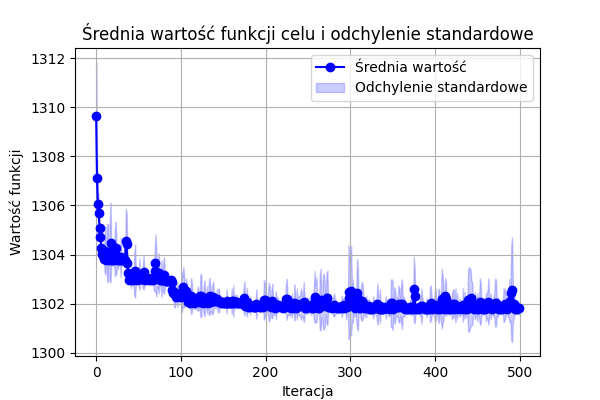 Średnia wartość funkcji celu i odchylenie standardowe
Wartość funkcji
1312
1310
1308
1306
1304
1302
1300
Średnia wartość
Odchylenie standardowe
0
100
200
300
400
500
Iteracja